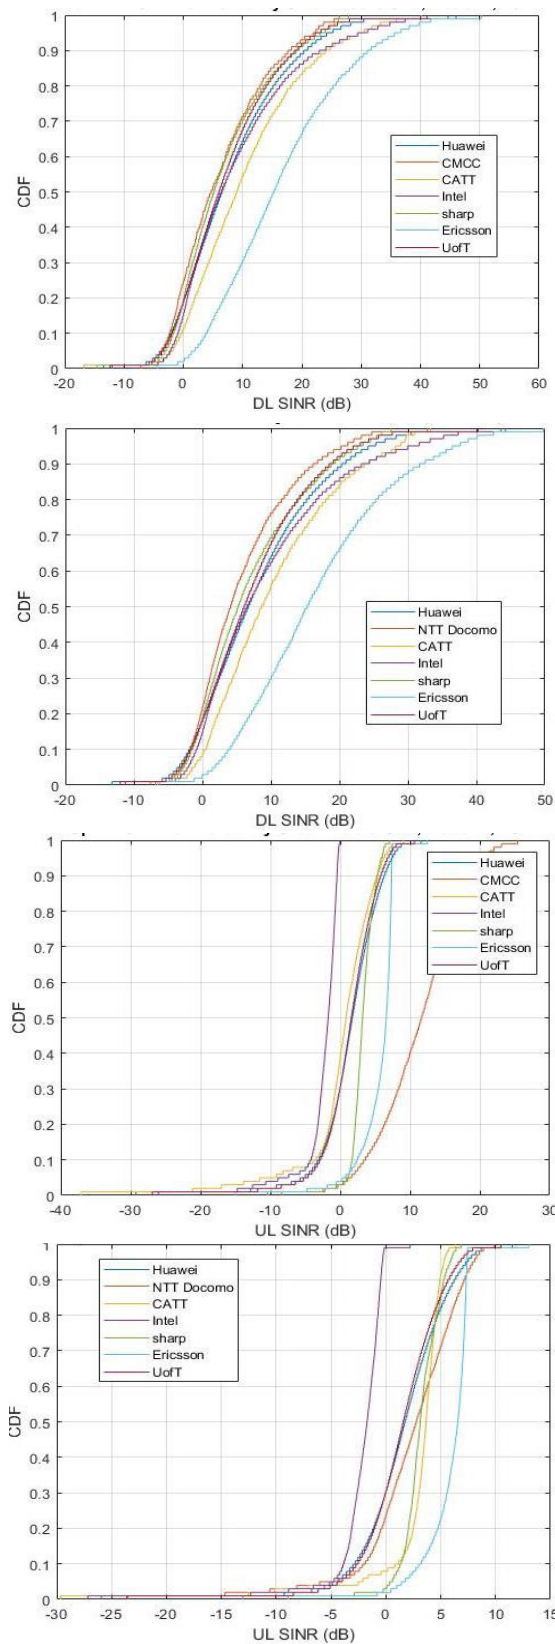 1
0.9
0.8
0.7
0.6
0.5
0.4
0.3
0.2
0.1
0
CDF
Huawei
CMCC
CATT
Intel
sharp
Ericsson
UofT
-20 -10 0 10 20 30 40 50 60
DL SINR (dB)
1
0.9
0.8
0.7
0.6
0.5
0.4
0.3
0.2
0.1
0
CDF
Huawei
NTT Docomo
CATT
Intel
sharp
Ericsson
UofT
-20 -10 0 10 20 30 40 50
DL SINR (dB)
1
0.9
0.8
0.7
0.6
0.5
0.4
0.3
0.2
0.1
0
CDF
Huawei
CMCC
CATT
Intel
sharp
Ericsson
UofT
-40 -30 -20 -10 0 10 20 30
UL SINR (dB)
1
0.9
0.8
0.7
0.6
0.5
0.4
0.3
0.2
0.1
0
CDF
Huawei
NTT Docomo
CATT
Intel
sharp
Ericsson
UofT
-30 -25 -20 -15 -10 -5 0 5 10 15
UL SINR (dB)